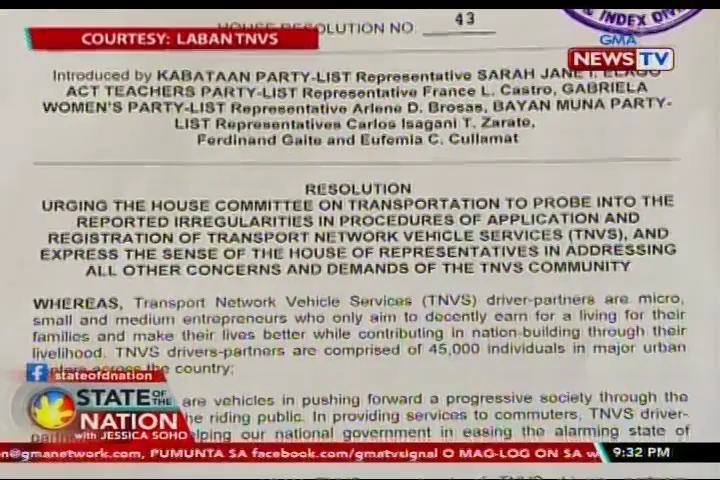 HOUSE RESOLUTION NO. 43
& INDEX DIVI
COURTESY: LABAN TNVS
GMA
NEWS TV
Introduced by KABATAAN PARTY-LIST Representative SARAH JANE I. ELAGO
ACT TEACHERS PARTY-LIST Representative France L. Castro, GABRIELA
WOMEN'S PARTY-LIST Representative Arlene D. Brosas, BAYAN MUNA PARTY-
LIST Representatives Carlos Isagani T. Zarate,
Ferdinand Gaite and Eufemia C. Cullamat
RESOLUTION
URGING THE HOUSE COMMITTEE ON TRANSPORTATION TO PROBE INTO THE
REPORTED IRREGULARITIES IN PROCEDURES OF APPLICATION AND
REGISTRATION OF TRANSPORT NETWORK VEHICLE SERVICES (TNVS), AND
EXPRESS THE SENSE OF THE HOUSE OF REPRESENTATIVES IN ADDRESSING
ALL OTHER CONCERNS AND DEMANDS OF THE TNVS COMMUNITY
WHEREAS, Transport Network Vehicle Services (TNVS) driver-partners are micro,
small and medium entrepreneurs who only aim to decently earn for a living for their
families and make their lives better while contributing in nation-building through their
livelihood. TNVS drivers-partners are comprised of 45,000 individuals in major urban
across the country;
stateofdnation
are vehicles in pushing forward a progressive society through the
the riding public. In providing services to commuters, TNVS driver-
helping our national government in easing the alarming state of
STATE OF THE NATION
with JESSICA SOHO
n@gmanetwork.com, PUMUNTA SA facebook.com/gmatvsignal O MAG-LOG ON SA w
9:32 PM